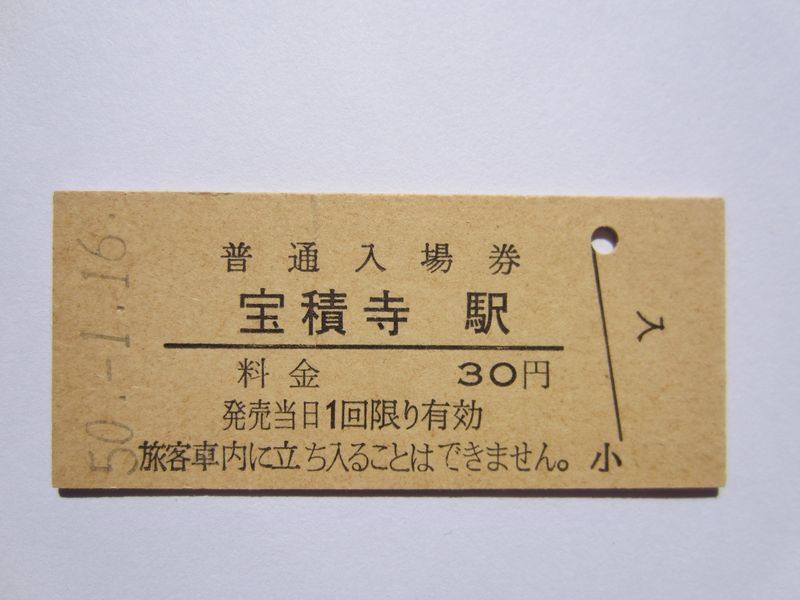 50.-1.16.
普通入場券
宝積寺 駅
料金 30円
発売当日1回限り有効
旅客車内に立ち入ることはできません。
小
入